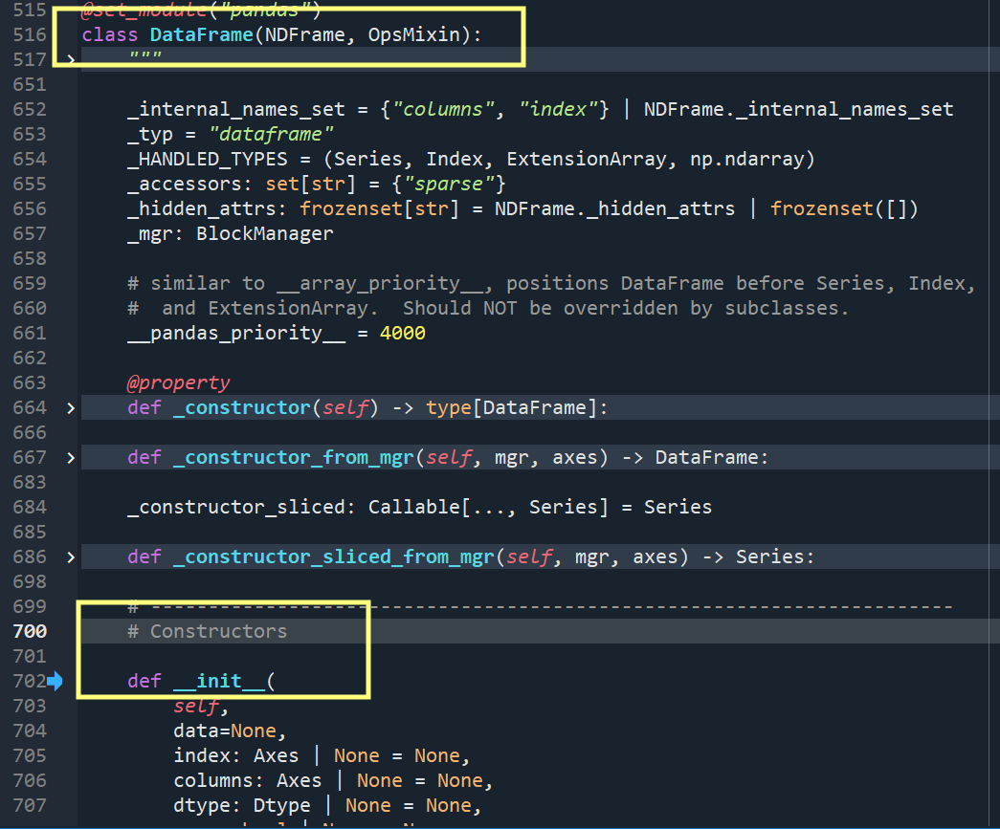 515 @set_module("pandas")
516 class DataFrame(NDFrame, OpsMixin):
517 > """
651
652 _internal_names_set = {"columns", "index"} | NDFrame._internal_names_set
653 _typ = "dataframe"
654 _HANDLED_TYPES = (Series, Index, ExtensionArray, np.ndarray)
655 _accessors: set[str] = {"sparse"}
656 _hidden_attrs: frozenset[str] = NDFrame._hidden_attrs | frozenset([])
657 _mgr: BlockManager
658
659 # similar to __array_priority__, positions DataFrame before Series, Index,
660 #  and ExtensionArray.  Should NOT be overridden by subclasses.
661 __pandas_priority__ = 4000
662
663 @property
664 > def _constructor(self) -> type[DataFrame]:
666
667 > def _constructor_from_mgr(self, mgr, axes) -> DataFrame:
683
684 _constructor_sliced: Callable[..., Series] = Series
685
686 > def _constructor_sliced_from_mgr(self, mgr, axes) -> Series:
698
699 # ----------------------------------------------------------------------
700 # Constructors
701
702 def __init__(
703 self,
704 data=None,
705 index: Axes | None = None,
706 columns: Axes | None = None,
707 dtype: Dtype | None = None,